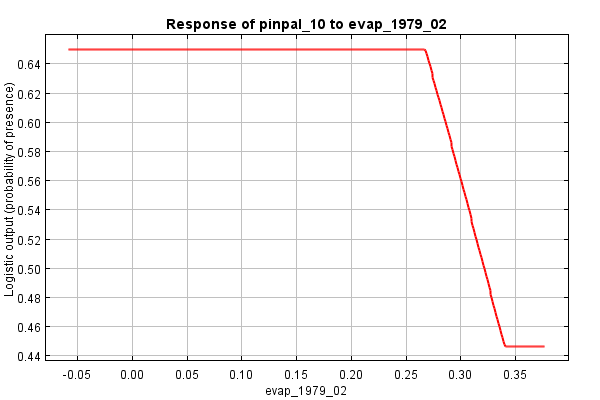 Response of pinpal_10 to evap_1979_02
Logistic output (probability of presence)
0.64
0.62
0.60
0.58
0.56
0.54
0.52
0.50
0.48
0.46
0.44
-0.05 0.00 0.05 0.10 0.15 0.20 0.25 0.30 0.35
evap_1979_02